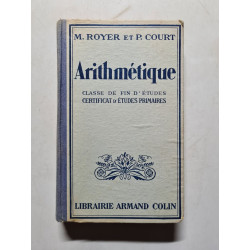 M. ROYER ET P. COURT
Arithmétique
CLASSE DE FIN D'ÉTUDES
CERTIFICAT D'ÉTUDES PRIMAIRES
LIBRAIRIE ARMAND COLIN